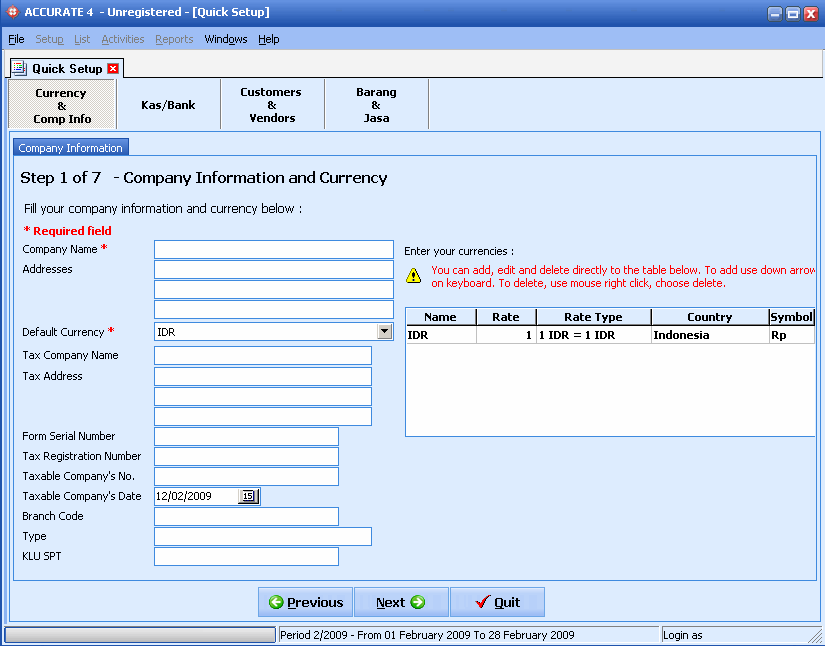 ACCURATE 4 - Unregistered - [Quick Setup]
File Setup List Activities Reports Windows Help
Quick Setup
Currency & Comp Info
Kas/Bank
Customers & Vendors
Barang & Jasa
Company Information
Step 1 of 7 - Company Information and Currency
Fill your company information and currency below :
* Required field
Company Name *
Addresses
Default Currency * IDR
Tax Company Name
Tax Address
Form Serial Number
Tax Registration Number
Taxable Company's No.
Taxable Company's Date 12/02/2009 15
Branch Code
Type
KLU SPT
Enter your currencies :
You can add, edit and delete directly to the table below. To add use down arrow
on keyboard. To delete, use mouse right click, choose delete.
Name Rate Rate Type Country Symbol
IDR 1 1 IDR = 1 IDR Indonesia Rp
Previous Next Quit
Period 2/2009 - From 01 February 2009 To 28 February 2009 Login as